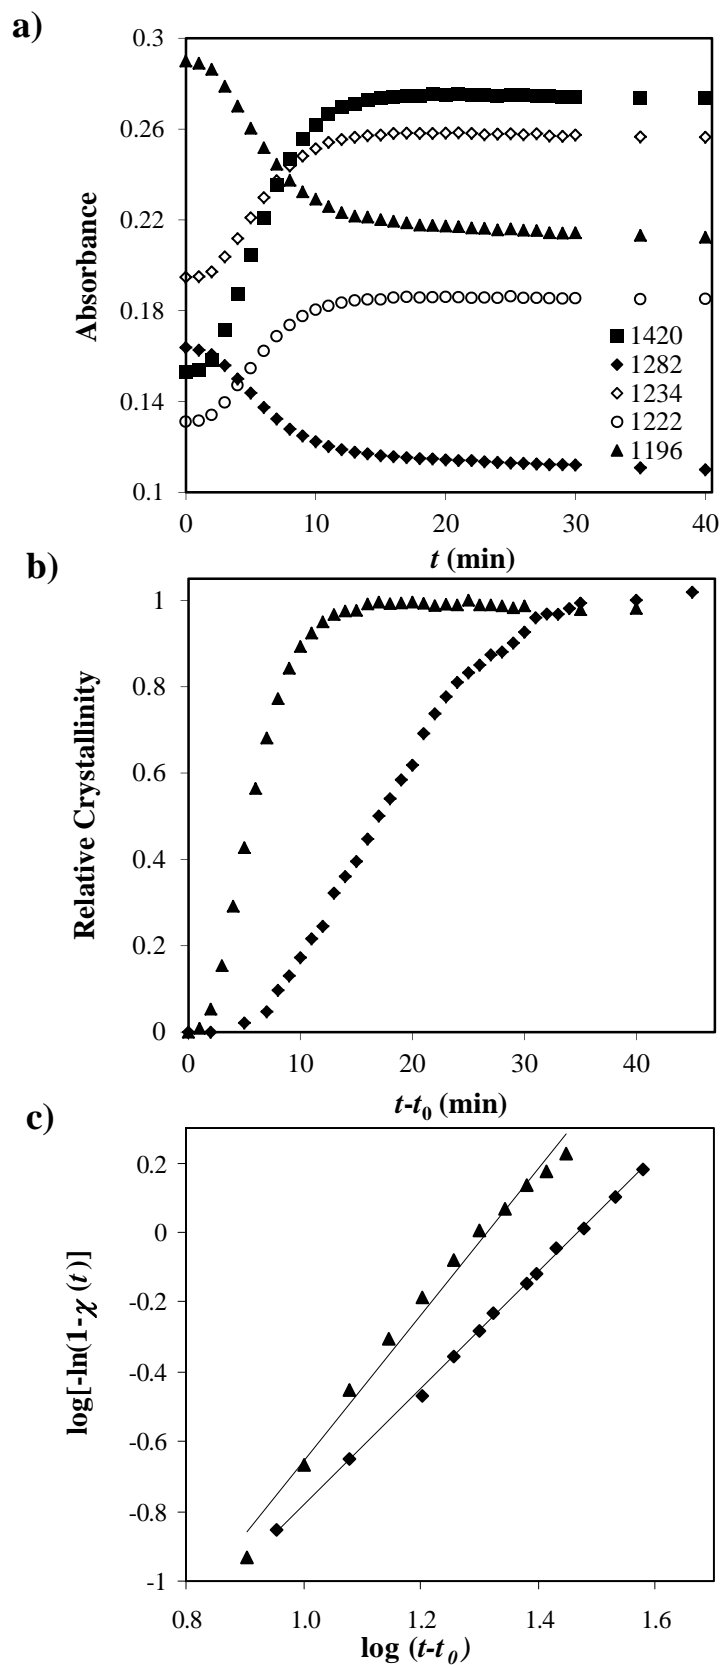 a)
0.3
0.26
0.22
0.18
0.14
0.1
Absorbance
1420
1282
1234
1222
1196
0 10 20 30 40
t (min)
b)
1
0.8
0.6
0.4
0.2
0
Relative Crystallinity
0 10 20 30 40
t-t0 (min)
c)
0.2
0
-0.2
-0.4
-0.6
-0.8
-1
log[-ln(1-χ(t)]
0.8 1.0 1.2 1.4 1.6
log (t-t0)